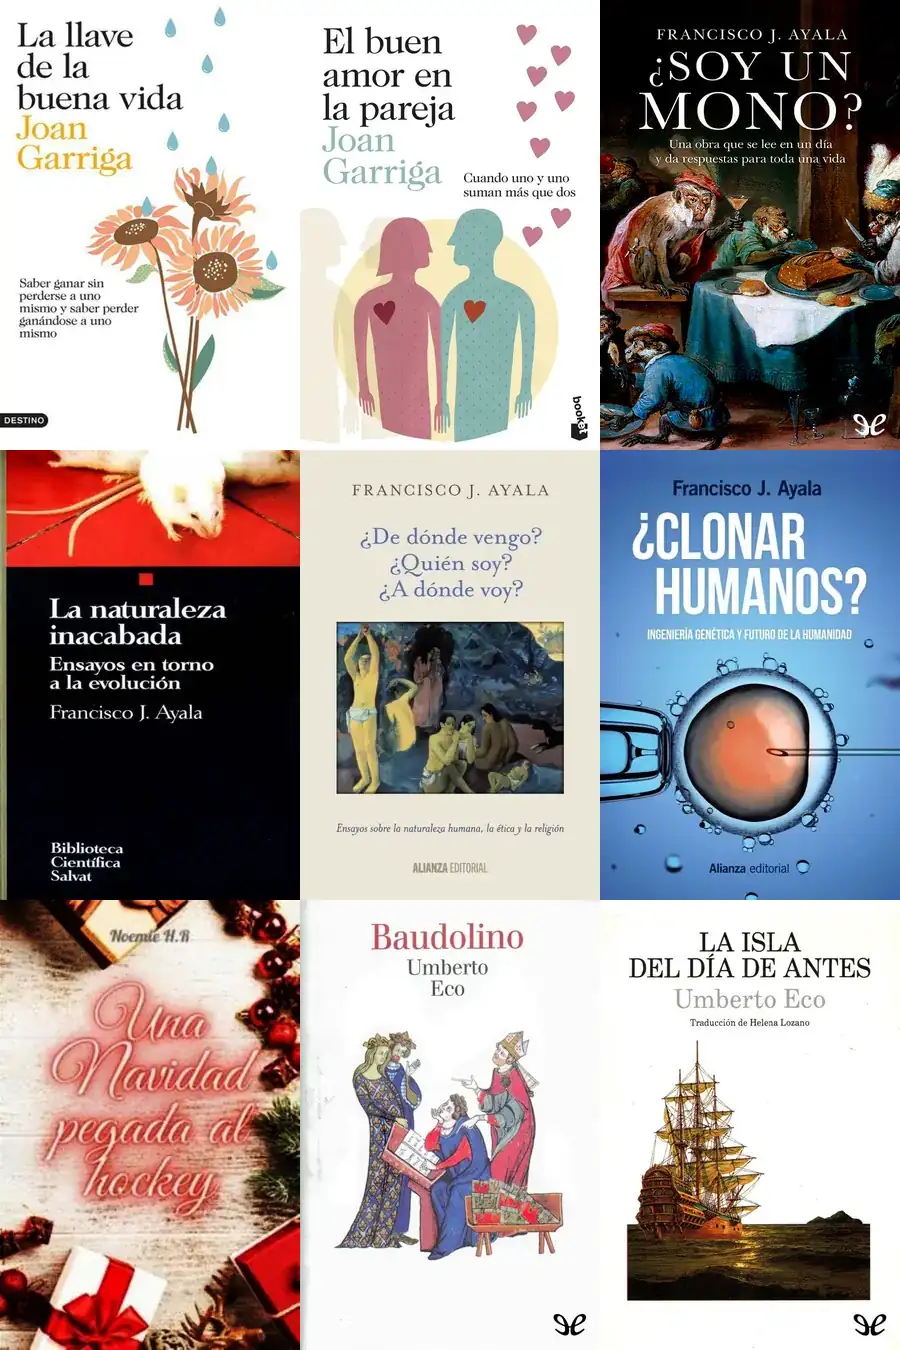 La llave
de la
buena vida
Joan
Garriga
Saber ganar sin
perderse a uno
mismo y saber perder
ganándose a uno
mismo
DESTINO
El buen
amor en
la pareja
Joan
Garriga
Cuando uno y uno
suman más que dos
booket
FRANCISCO J. AYALA
¿SOY UN
MONO?
Una obra que se lee en un día
y da respuestas para toda una vida
La naturaleza
inacabada
Ensayos en torno
a la evolución
Francisco J. Ayala
Biblioteca
Científica
Salvat
FRANCISCO J. AYALA
¿De dónde vengo?
¿Quién soy?
¿A dónde voy?
Ensayos sobre la naturaleza humana, la ética y la religión
ALIANZA EDITORIAL
Francisco J. Ayala
¿CLONAR
HUMANOS?
INGENIERÍA GENÉTICA Y FUTURO DE LA HUMANIDAD
Alianza editorial
Noemie H.R
Una
Navidad
pegada al
hockey
Baudolino
Umberto
Eco
LA ISLA
DEL DÍA DE ANTES
Umberto Eco
Traducción de Helena Lozano